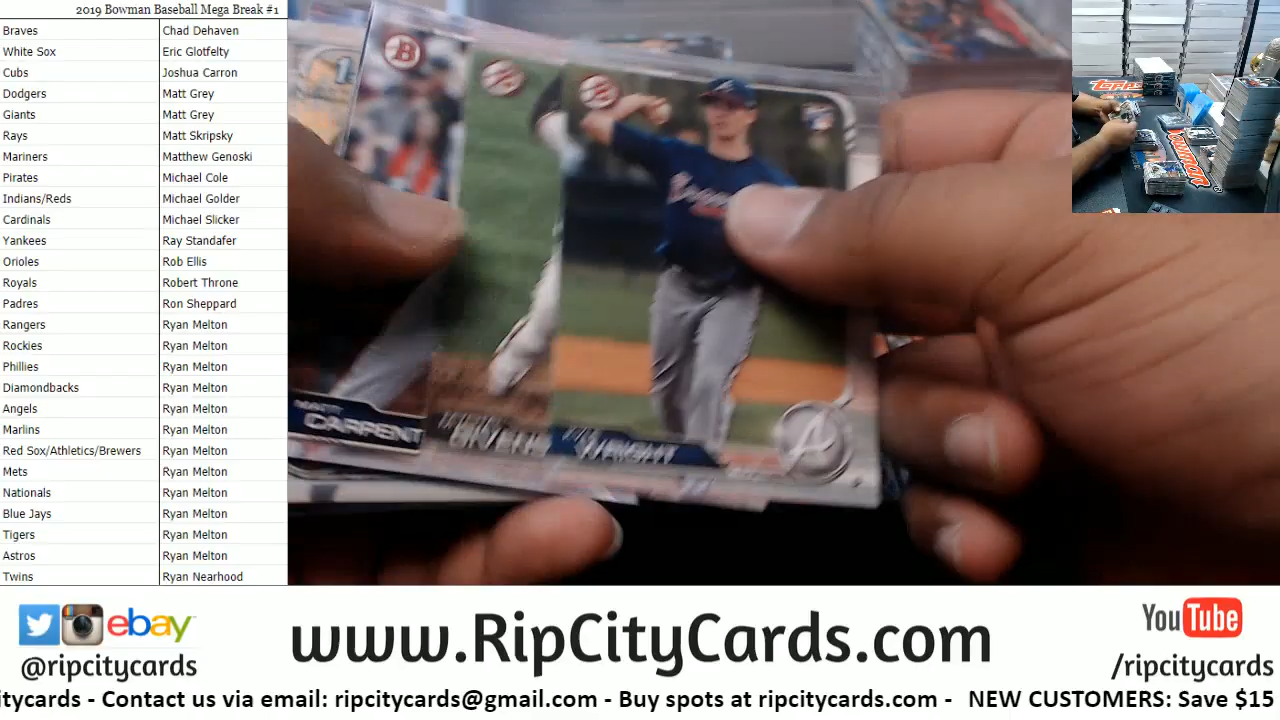 2019 Bowman Baseball Mega Break #1
Braves Chad Dehaven
White Sox Eric Glotfelty
Cubs Joshua Carron
Dodgers Matt Grey
Giants Matt Grey
Rays Matt Skripsky
Mariners Matthew Genoski
Pirates Michael Cole
Indians/Reds Michael Golder
Cardinals Michael Slicker
Yankees Ray Standafer
Orioles Rob Ellis
Royals Robert Throne
Padres Ron Sheppard
Rangers Ryan Melton
Rockies Ryan Melton
Phillies Ryan Melton
Diamondbacks Ryan Melton
Angels Ryan Melton
Marlins Ryan Melton
Red Sox/Athletics/Brewers Ryan Melton
Mets Ryan Melton
Nationals Ryan Melton
Blue Jays Ryan Melton
Tigers Ryan Melton
Astros Ryan Melton
Twins Ryan Nearhood
B
MATT
CARPENT
GIVENS
WRIGHT
A
TOPPS
BOWMAN
ebay
@ripcitycards
www.RipCityCards.com
YouTube
/ripcitycards
itycards - Contact us via email: ripcitycards@gmail.com - Buy spots at ripcitycards.com - NEW CUSTOMERS: Save $15